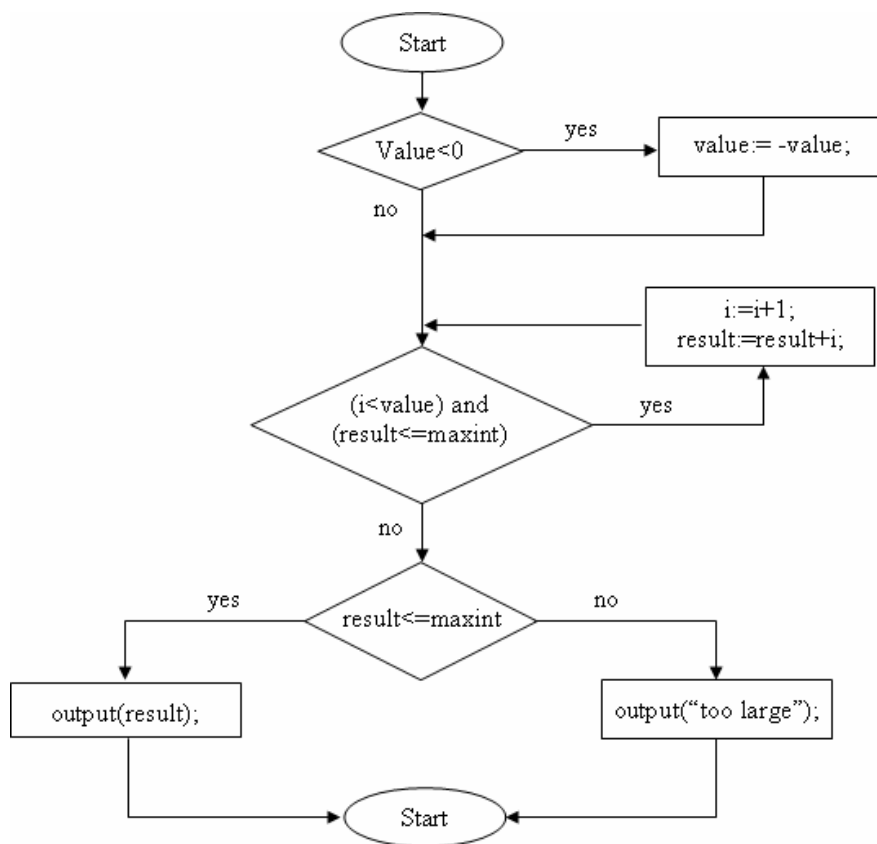 Start
Value<0
yes
value:= -value;
no
i:=i+1;
result:=result+i;
(i<value) and
(result<=maxint)
yes
no
yes
result<=maxint
no
output(result);
output(“too large”);
Start